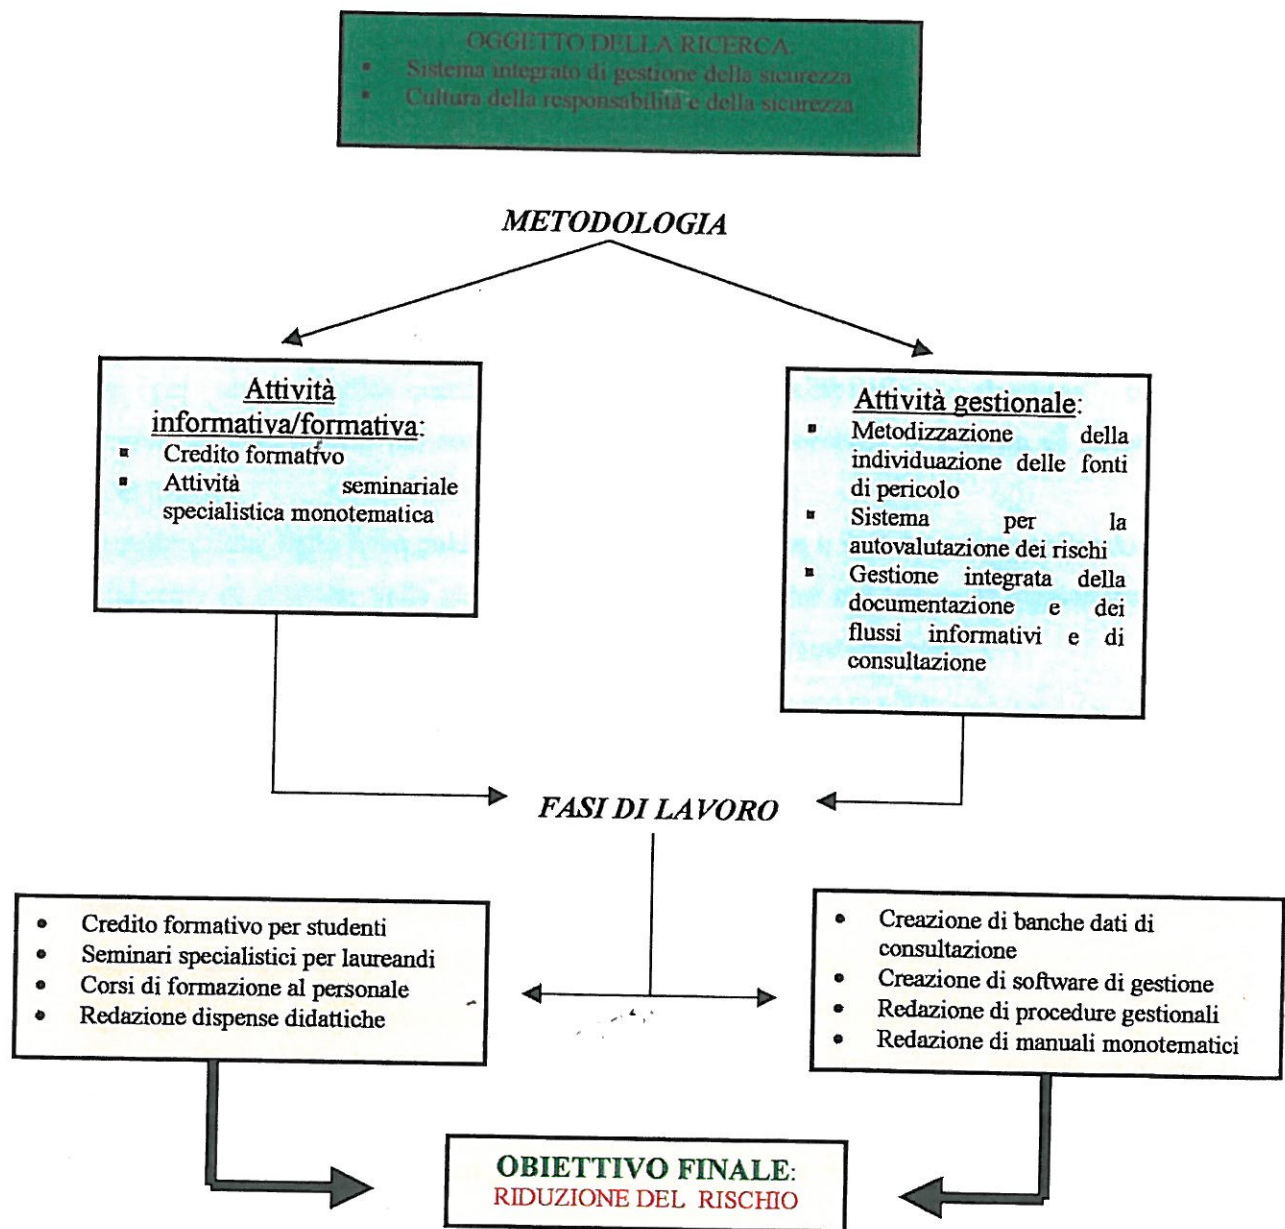 OGGETTO DELLA RICERCA:
▪ Sistema integrato di gestione della sicurezza
▪ Cultura della responsabilità e della sicurezza
METODOLOGIA
Attività
informativa/formativa:
▪ Credito formativo
▪ Attività seminariale
specialistica monotematica
Attività gestionale:
▪ Metodizzazione della
individuazione delle fonti
di pericolo
▪ Sistema per la
autovalutazione dei rischi
▪ Gestione integrata della
documentazione e dei
flussi informativi e di
consultazione
FASI DI LAVORO
• Credito formativo per studenti
• Seminari specialistici per laureandi
• Corsi di formazione al personale
• Redazione dispense didattiche
• Creazione di banche dati di
consultazione
• Creazione di software di gestione
• Redazione di procedure gestionali
• Redazione di manuali monotematici
OBIETTIVO FINALE:
RIDUZIONE DEL RISCHIO